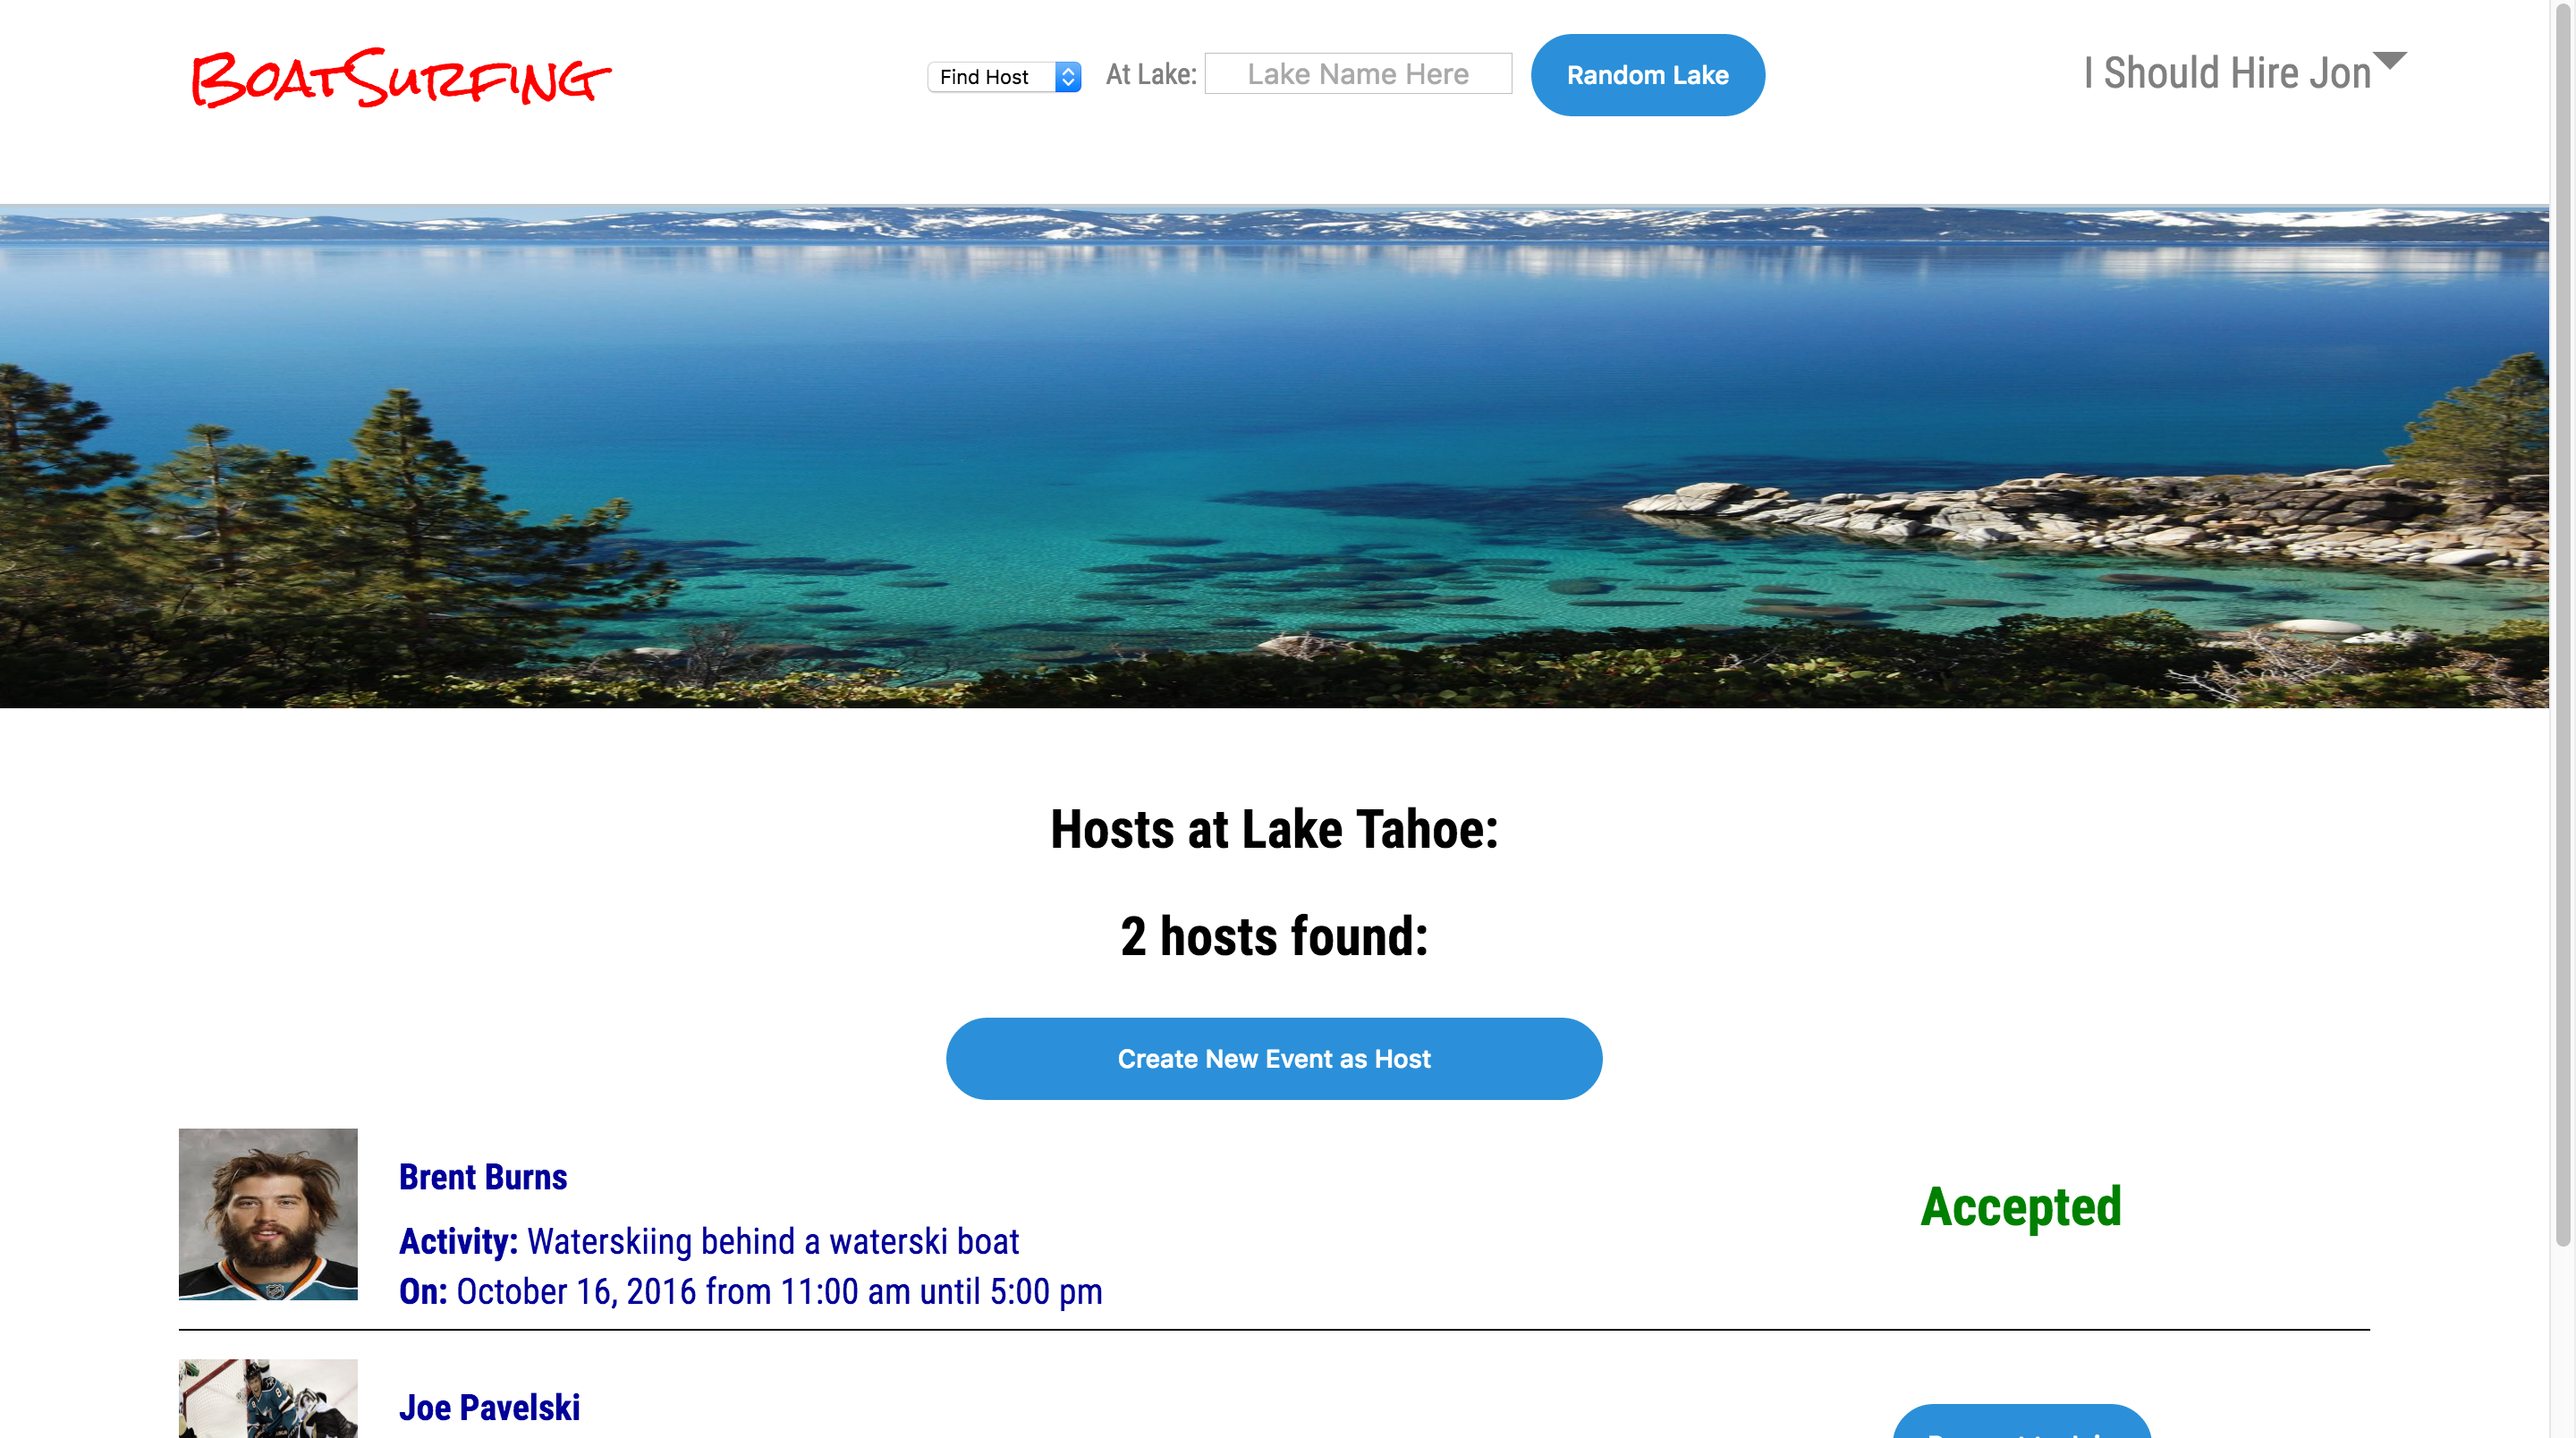 BoatSurfing
Find Host At Lake: Lake Name Here Random Lake I Should Hire Jon
Hosts at Lake Tahoe:
2 hosts found:
Create New Event as Host
Brent Burns
Accepted
Activity: Waterskiing behind a waterski boat
On: October 16, 2016 from 11:00 am until 5:00 pm
Joe Pavelski